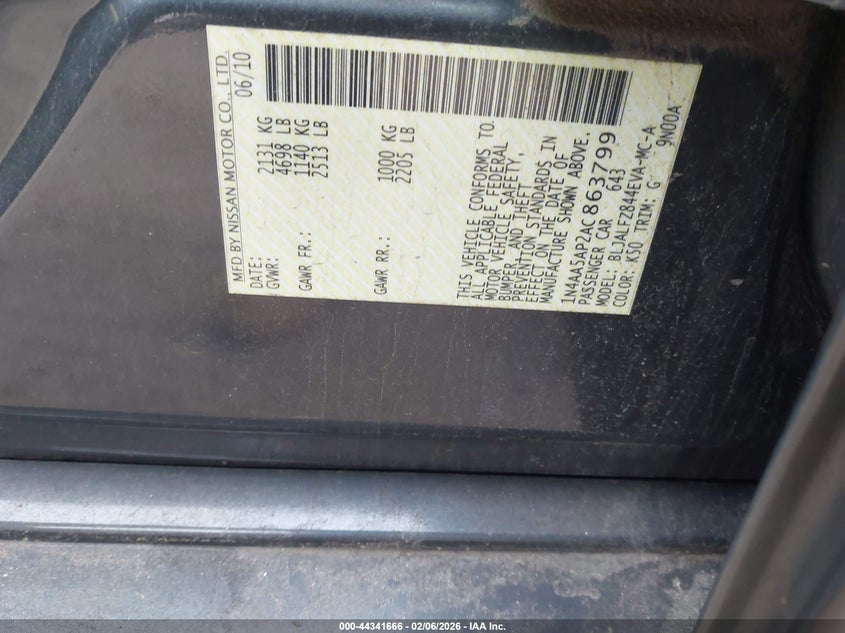 MFD BY NISSAN MOTOR CO., LTD.
DATE: 06/10
GVWR: 2131 KG
4698 LB
GAWR FR.: 1140 KG
2513 LB
GAWR RR.: 1000 KG
2205 LB
THIS VEHICLE CONFORMS TO
ALL APPLICABLE FEDERAL
MOTOR VEHICLE SAFETY,
BUMPER, AND THEFT
PREVENTION STANDARDS IN
EFFECT ON THE DATE OF
MANUFACTURE SHOWN ABOVE.
1N4AA5AP2AC863799
PASSENGER CAR 643
MODEL: BLJALFZ844EVA-MC-A
COLOR: K50 TRIM: G 9N00A
000-44341666 - 02/06/2026 - IAA Inc.